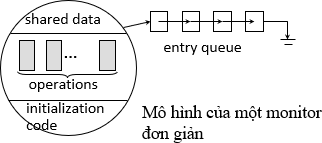 shared data
entry queue
...
operations
initialization
code
Mô hình của một monitor
đơn giản